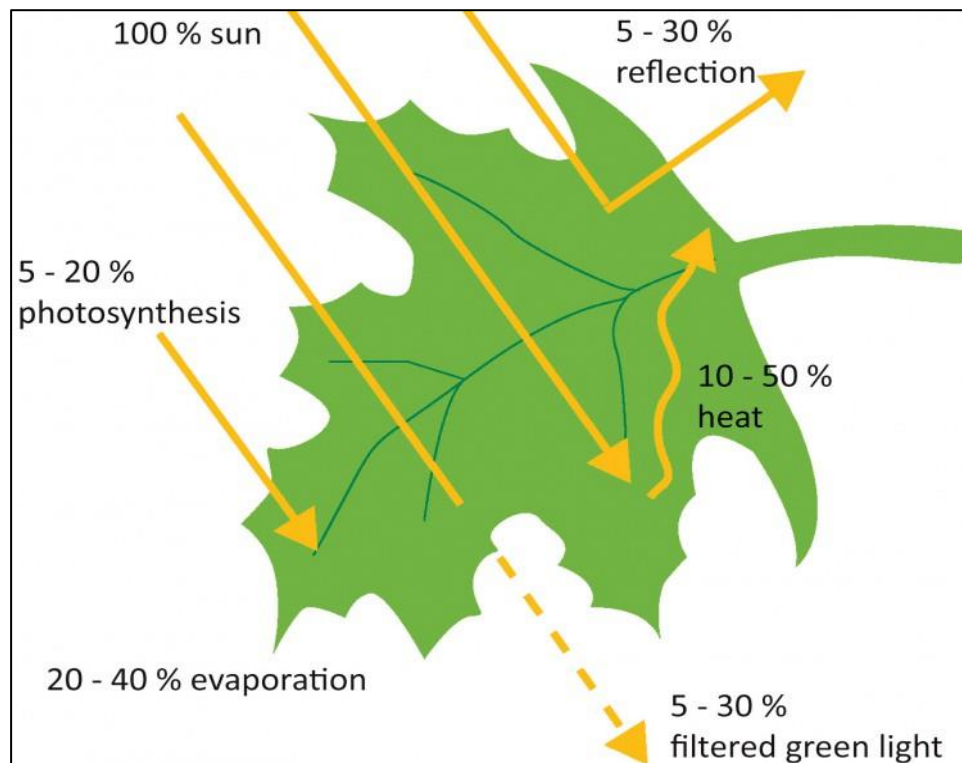 100 % sun
5 - 30 %
reflection
5 - 20 %
photosynthesis
10 - 50 %
heat
20 - 40 % evaporation
5 - 30 %
filtered green light